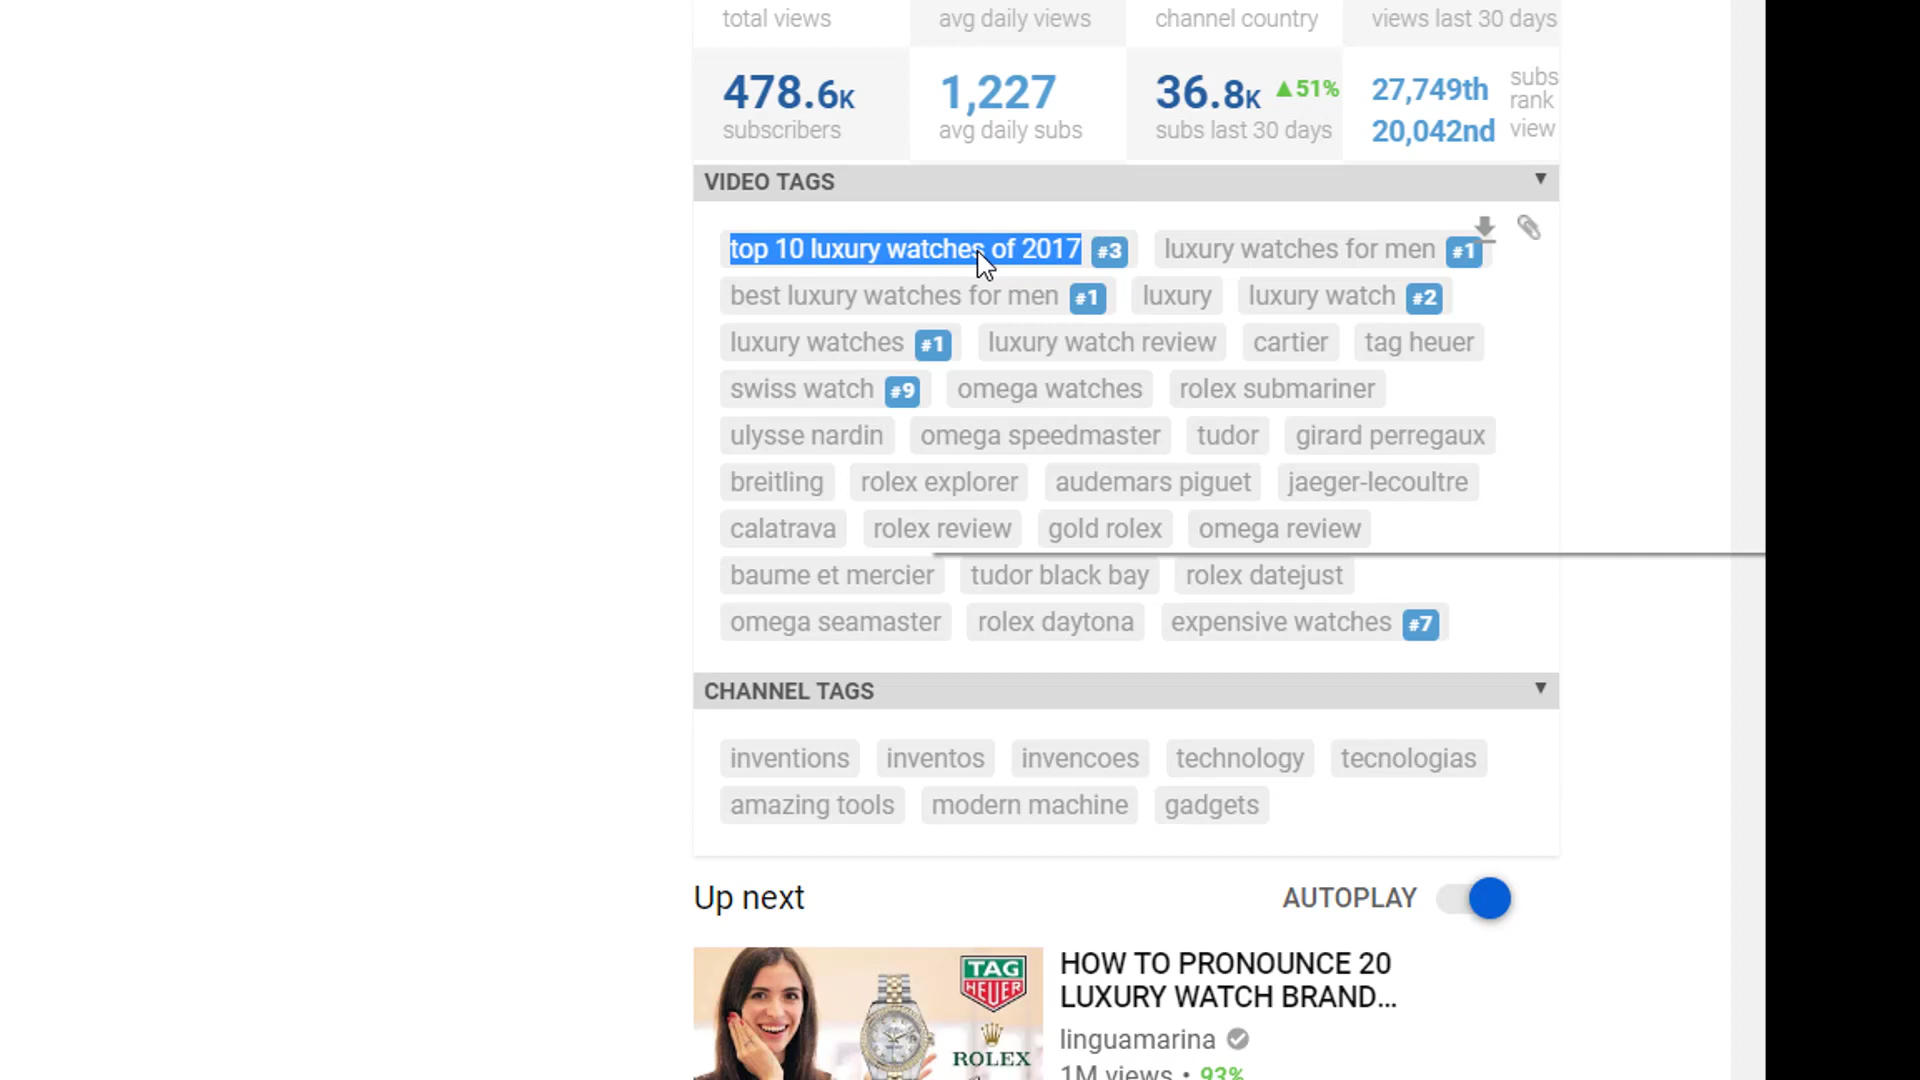 total views avg daily views channel country views last 30 days
478.6K 1,227 36.8K ▲51% 27,749th subs rank
subscribers avg daily subs subs last 30 days 20,042nd view
VIDEO TAGS ▼
top 10 luxury watches of 2017 #3 luxury watches for men #1
best luxury watches for men #1 luxury luxury watch #2
luxury watches #1 luxury watch review cartier tag heuer
swiss watch #9 omega watches rolex submariner
ulysse nardin omega speedmaster tudor girard perregaux
breitling rolex explorer audemars piguet jaeger-lecoultre
calatrava rolex review gold rolex omega review
baume et mercier tudor black bay rolex datejust
omega seamaster rolex daytona expensive watches #7
CHANNEL TAGS ▼
inventions inventos invencoes technology tecnologias
amazing tools modern machine gadgets
Up next AUTOPLAY
TAG
HEUER
ROLEX
HOW TO PRONOUNCE 20
LUXURY WATCH BRAND...
linguamarina
1M views • 93%